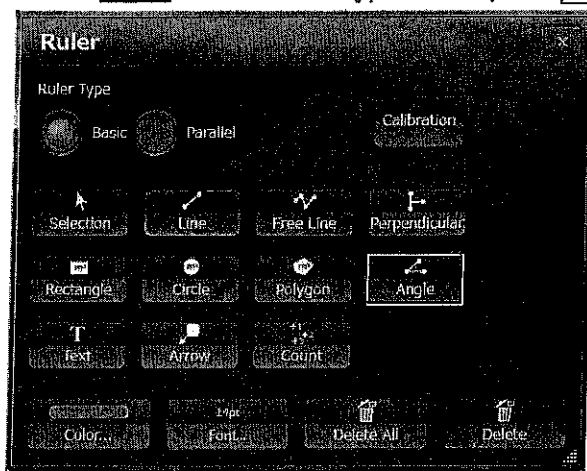 Ruler
Ruler Type
Basic Parallel Calibration
Selection Line Free Line Perpendicular
Rectangle Circle Polygon Angle
T
Text Arrow Count
14pt
Color... Font... Delete All Delete